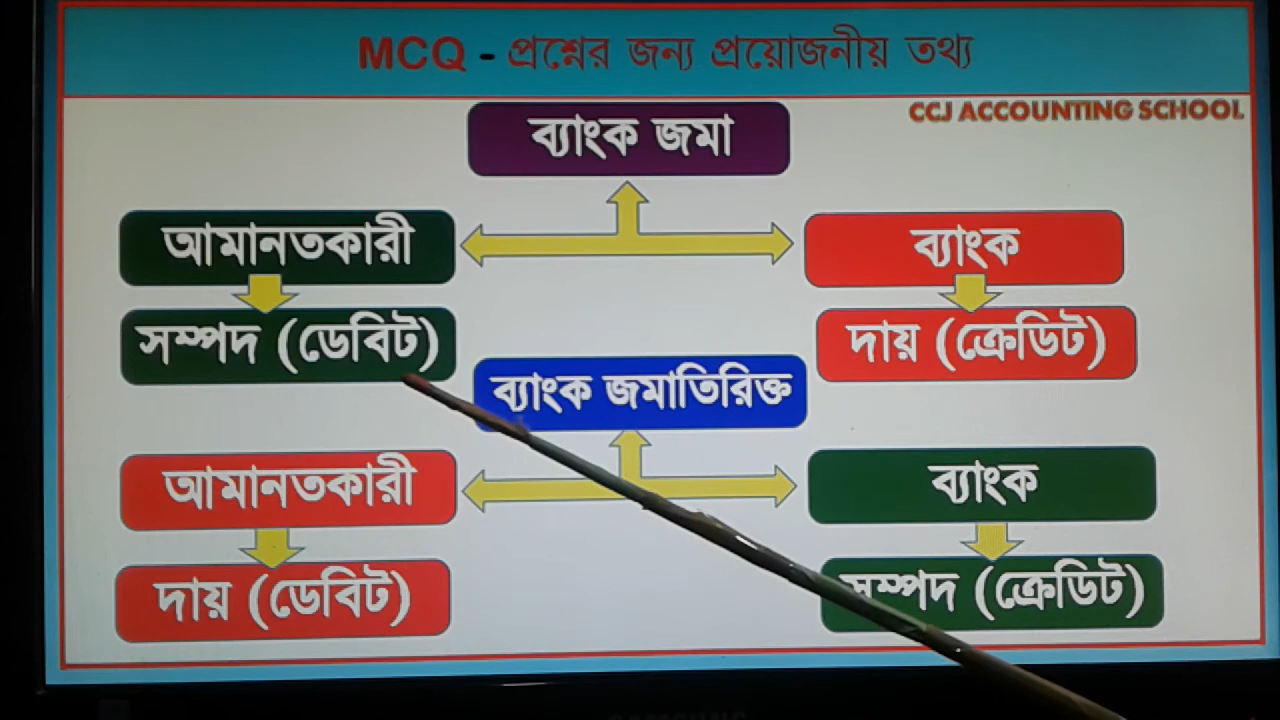 MCQ - প্রশ্নের জন্য প্রয়োজনীয় তথ্য
CCJ ACCOUNTING SCHOOL
ব্যাংক জমা
আমানতকারী
ব্যাংক
সম্পদ (ডেবিট)
দায় (ক্রেডিট)
ব্যাংক জমাতিরিক্ত
আমানতকারী
ব্যাংক
দায় (ডেবিট)
সম্পদ (ক্রেডিট)